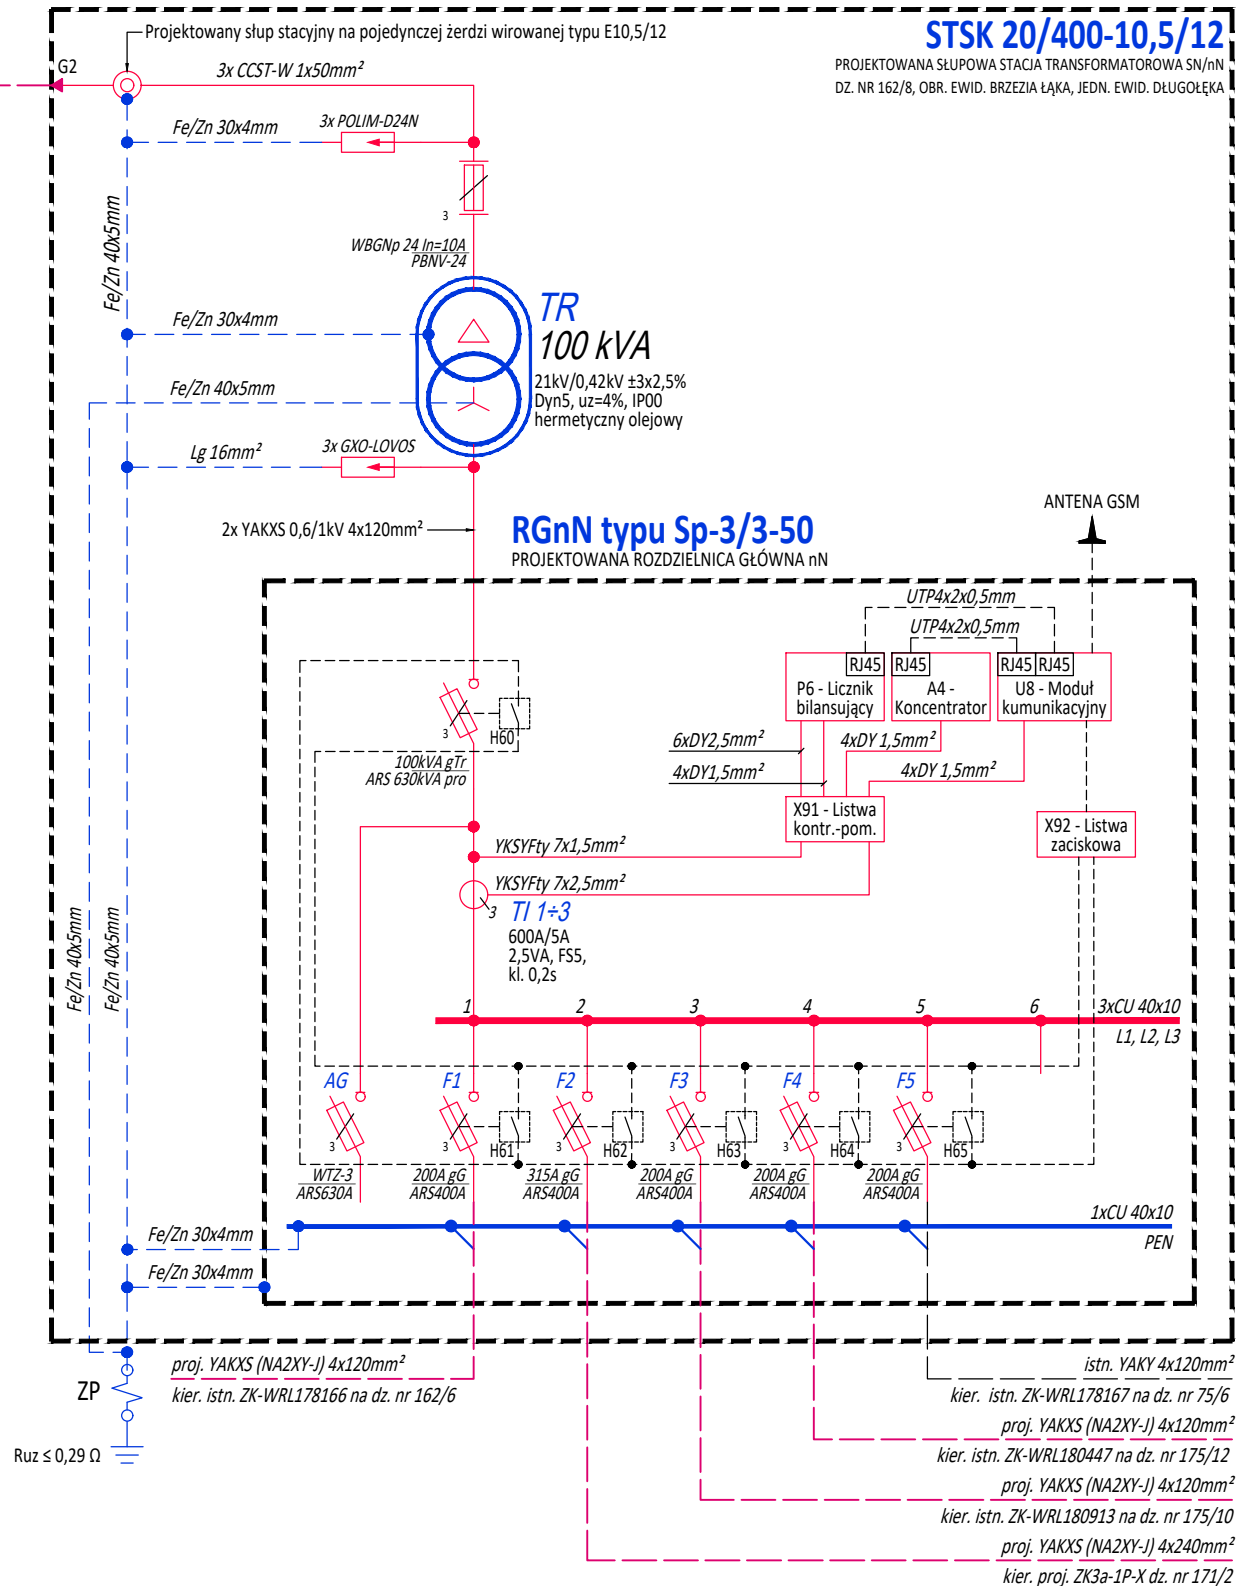 Projektowany słup stacyjny na pojedynczej żerdzi wirowanej typu E10,5/12
STSK 20/400-10,5/12
PROJEKTOWANA SŁUPOWA STACJA TRANSFORMATOROWA SN/nN
DZ. NR 162/8, OBR. EWID. BRZEZIA ŁĄKA, JEDN. EWID. DŁUGOŁĘKA
G2
3x CCST-W 1x50mm²
Fe/Zn 30x4mm
3x POLIM-D24N
3
Fe/Zn 40x5mm
WBGNp 24 In=10A
PBNV-24
Fe/Zn 30x4mm
TR
100 kVA
21kV/0,42kV ±3x2,5%
Dyn5, uz=4%, IP00
hermetyczny olejowy
Fe/Zn 40x5mm
Lg 16mm²
3x GXO-LOVOS
2x YAKXS 0,6/1kV 4x120mm²
RGnN typu Sp-3/3-50
PROJEKTOWANA ROZDZIELNICA GŁÓWNA nN
ANTENA GSM
UTP4x2x0,5mm
UTP4x2x0,5mm
RJ45
RJ45
RJ45
RJ45
P6 - Licznik
bilansujący
A4 -
Koncentrator
U8 - Moduł
kumunikacyjny
3
H60
100kVA gTr
ARS 630kVA pro
6xDY2,5mm²
4xDY 1,5mm²
4xDY1,5mm²
4xDY 1,5mm²
X91 - Listwa
kontr.-pom.
X92 - Listwa
zaciskowa
YKSYFty 7x1,5mm²
YKSYFty 7x2,5mm²
3
TI 1÷3
600A/5A
2,5VA, FS5,
kl. 0,2s
Fe/Zn 40x5mm
Fe/Zn 40x5mm
1
2
3
4
5
6
3xCU 40x10
L1, L2, L3
AG
F1
F2
F3
F4
F5
3
3
3
3
3
3
H61
H62
H63
H64
H65
WTZ-3
ARS630A
200A gG
ARS400A
315A gG
ARS400A
200A gG
ARS400A
200A gG
ARS400A
200A gG
ARS400A
1xCU 40x10
PEN
Fe/Zn 30x4mm
Fe/Zn 30x4mm
proj. YAKXS (NA2XY-J) 4x120mm²
kier. istn. ZK-WRL178166 na dz. nr 162/6
ZP
Ruz ≤ 0,29 Ω
istn. YAKY 4x120mm²
kier. istn. ZK-WRL178167 na dz. nr 75/6
proj. YAKXS (NA2XY-J) 4x120mm²
kier. istn. ZK-WRL180447 na dz. nr 175/12
proj. YAKXS (NA2XY-J) 4x120mm²
kier. istn. ZK-WRL180913 na dz. nr 175/10
proj. YAKXS (NA2XY-J) 4x240mm²
kier. proj. ZK3a-1P-X dz. nr 171/2